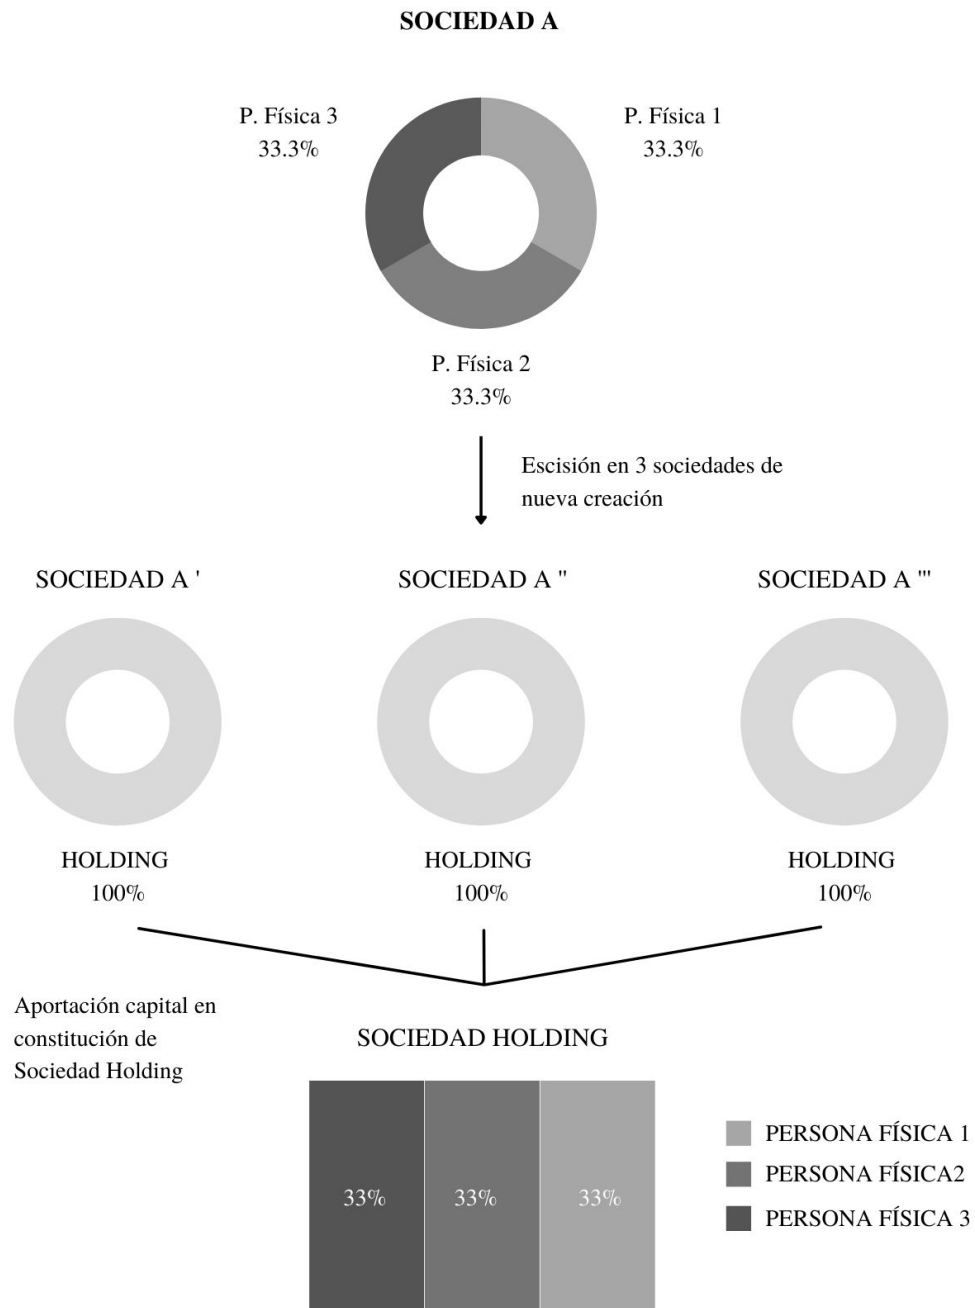 SOCIEDAD A
P. Física 3
33.3%
P. Física 1
33.3%
P. Física 2
33.3%
Escisión en 3 sociedades de
nueva creación
SOCIEDAD A '
SOCIEDAD A ''
SOCIEDAD A '''
HOLDING
100%
HOLDING
100%
HOLDING
100%
Aportación capital en
constitución de
Sociedad Holding
SOCIEDAD HOLDING
33%
33%
33%
PERSONA FÍSICA 1
PERSONA FÍSICA2
PERSONA FÍSICA 3